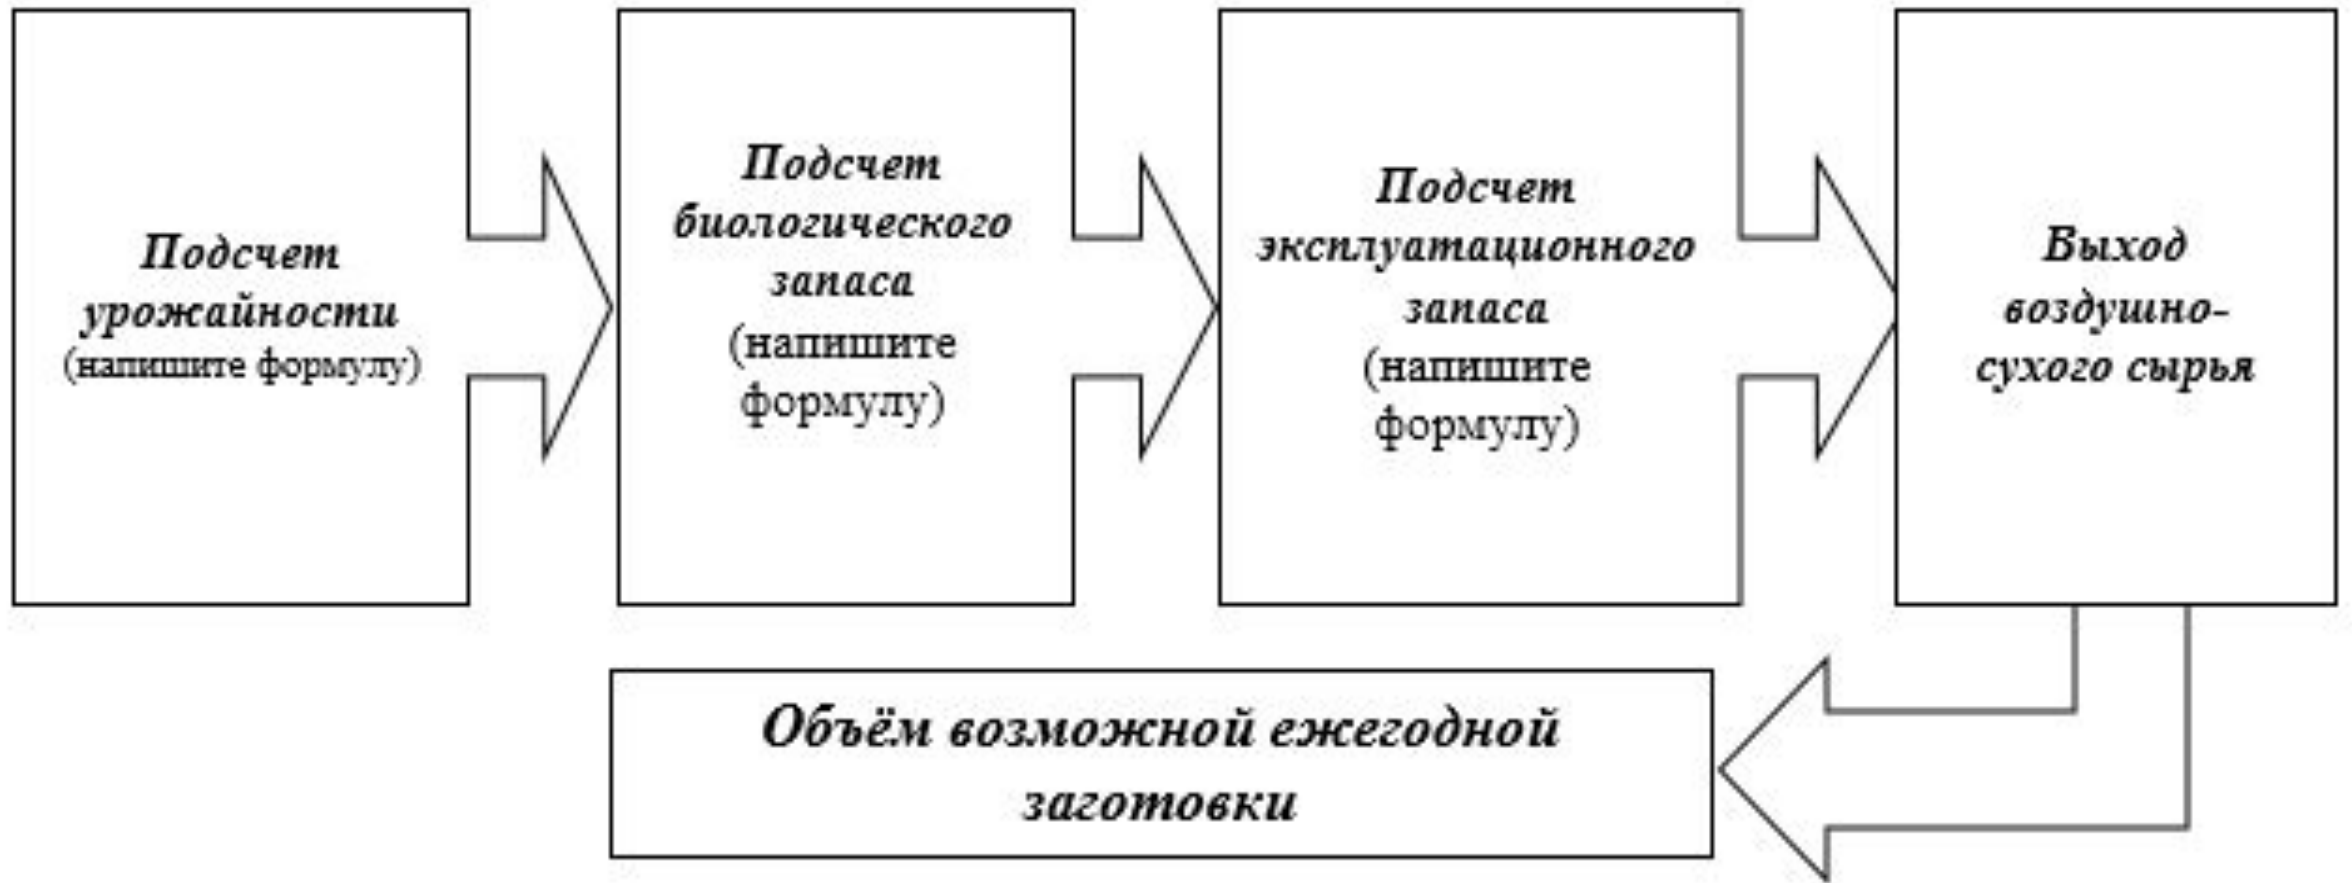 Подсчет
урожайности
(напишите формулу)
Подсчет
биологического
запаса
(напишите
формулу)
Подсчет
эксплуатационного
запаса
(напишите
формулу)
Выход
воздушно-
сухого сырья
Объём возможной ежегодной
заготовки